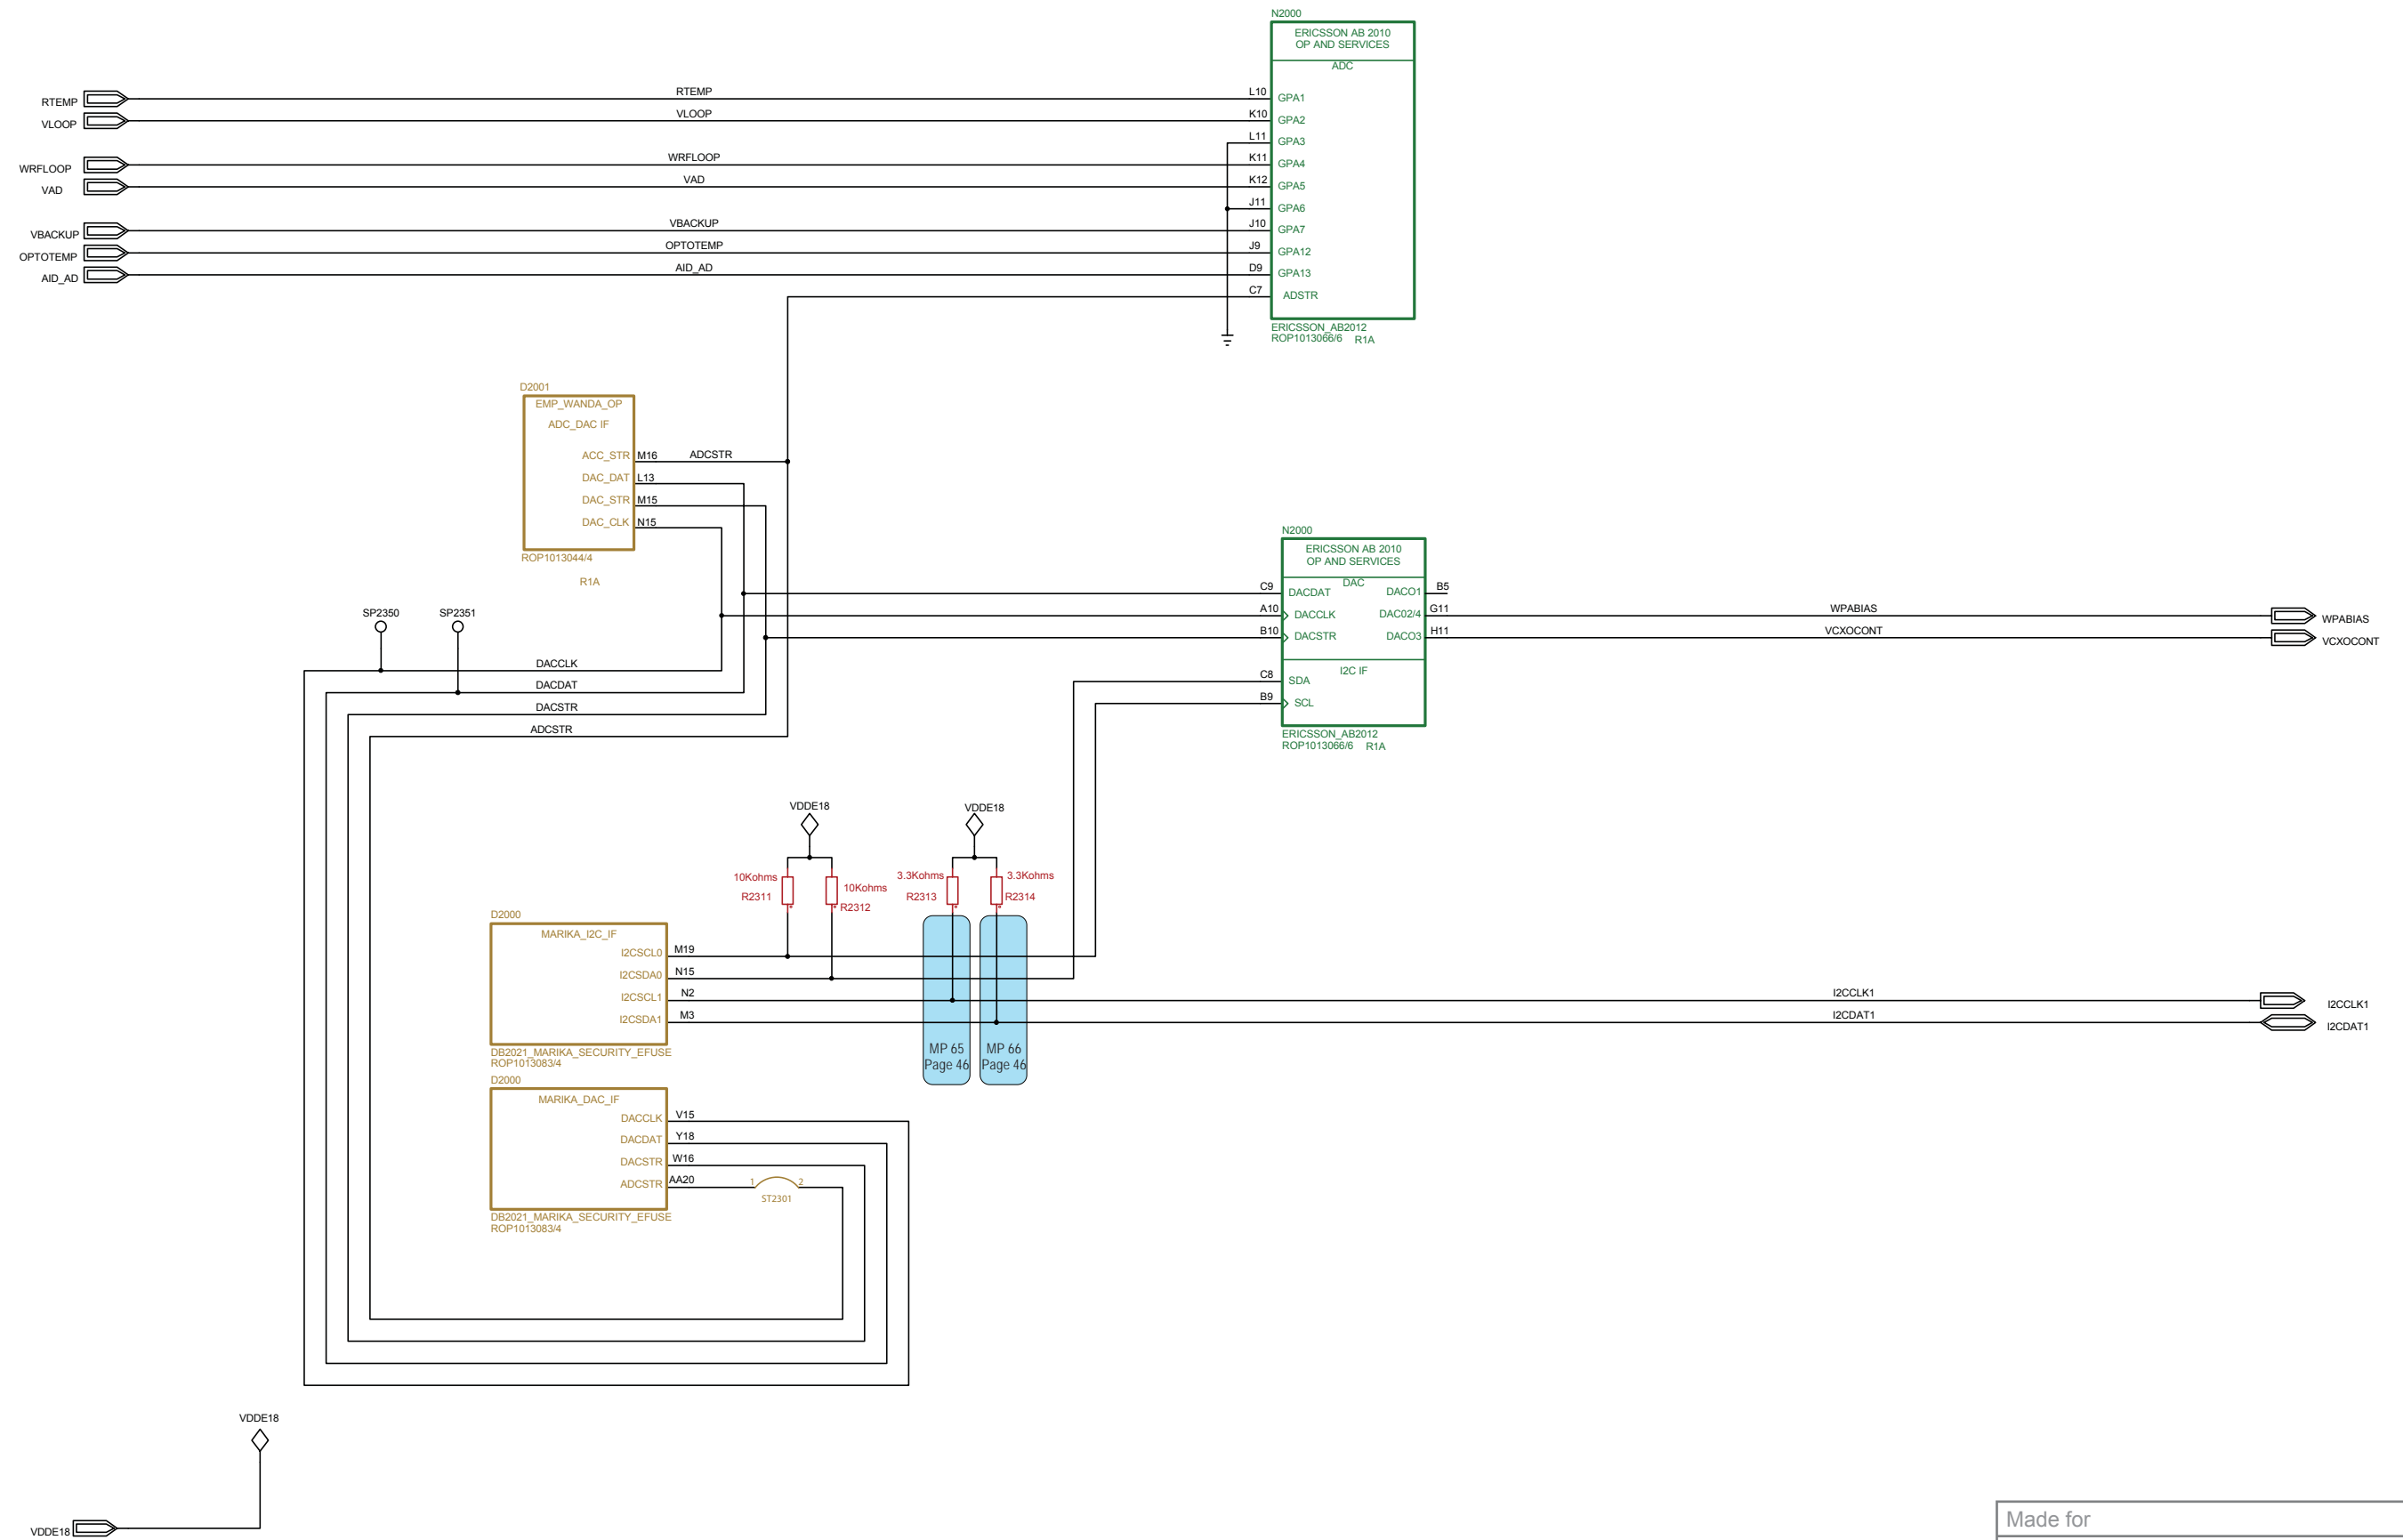 N2000
ERICSSON AB 2010
OP AND SERVICES
ADC
RTEMP
RTEMP
L10
GPA1
VLOOP
VLOOP
K10
GPA2
L11
GPA3
WRFLOOP
WRFLOOP
K11
GPA4
VAD
VAD
K12
GPA5
J11
GPA6
VBACKUP
VBACKUP
J10
GPA7
OPTOTEMP
OPTOTEMP
J9
GPA12
AID_AD
AID_AD
D9
GPA13
C7
ADSTR
ERICSSON_AB2012
ROP1013066/6 R1A
D2001
EMP_WANDA_OP
ADC_DAC IF
ACC_STR M16 ADCSTR
DAC_DAT L13
DAC_STR M15
DAC_CLK N15
ROP1013044/4
R1A
N2000
ERICSSON AB 2010
OP AND SERVICES
DAC
C9 DACDAT DACO1 B5
A10 DACCLK DAC02/4 G11 WPABIAS WPABIAS
B10 DACSTR DACO3 H11 VCXOCONT VCXOCONT
I2C IF
C8 SDA
B9 SCL
ERICSSON_AB2012
ROP1013066/6 R1A
SP2350 SP2351
DACCLK
DACDAT
DACSTR
ADCSTR
VDDE18 VDDE18
10Kohms
R2311
10Kohms
R2312
3.3Kohms
R2313
3.3Kohms
R2314
D2000
MARIKA_I2C_IF
I2CSCL0 M19
I2CSDA0 N15
I2CSCL1 N2 I2CCLK1 I2CCLK1
I2CSDA1 M3 I2CDAT1 I2CDAT1
MP 65
Page 46
MP 66
Page 46
DB2021_MARIKA_SECURITY_EFUSE
ROP1013083/4
D2000
MARIKA_DAC_IF
DACCLK V15
DACDAT Y18
DACSTR W16
ADCSTR AA20
1 2
ST2301
DB2021_MARIKA_SECURITY_EFUSE
ROP1013083/4
VDDE18
VDDE18
Made for